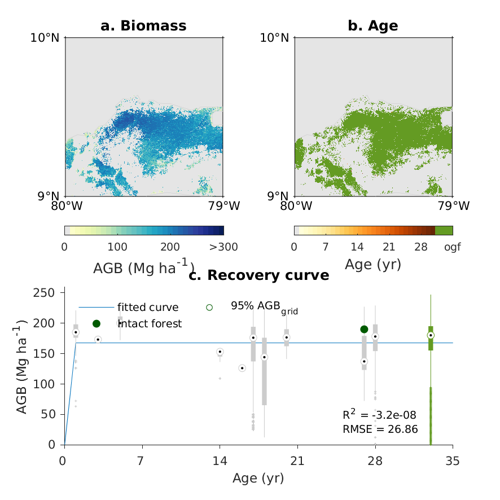 a. Biomass
b. Age
10°N
10°N
9°N
9°N
80°W
79°W
80°W
79°W
0
100
200
>300
0
7
14
21
28
ogf
AGB (Mg ha⁻¹)
Age (yr)
c. Recovery curve
250
200
150
100
50
0
AGB (Mg ha⁻¹)
fitted curve
95% AGB_grid
intact forest
R² = -3.2e-08
RMSE = 26.86
0
7
14
21
28
35
Age (yr)